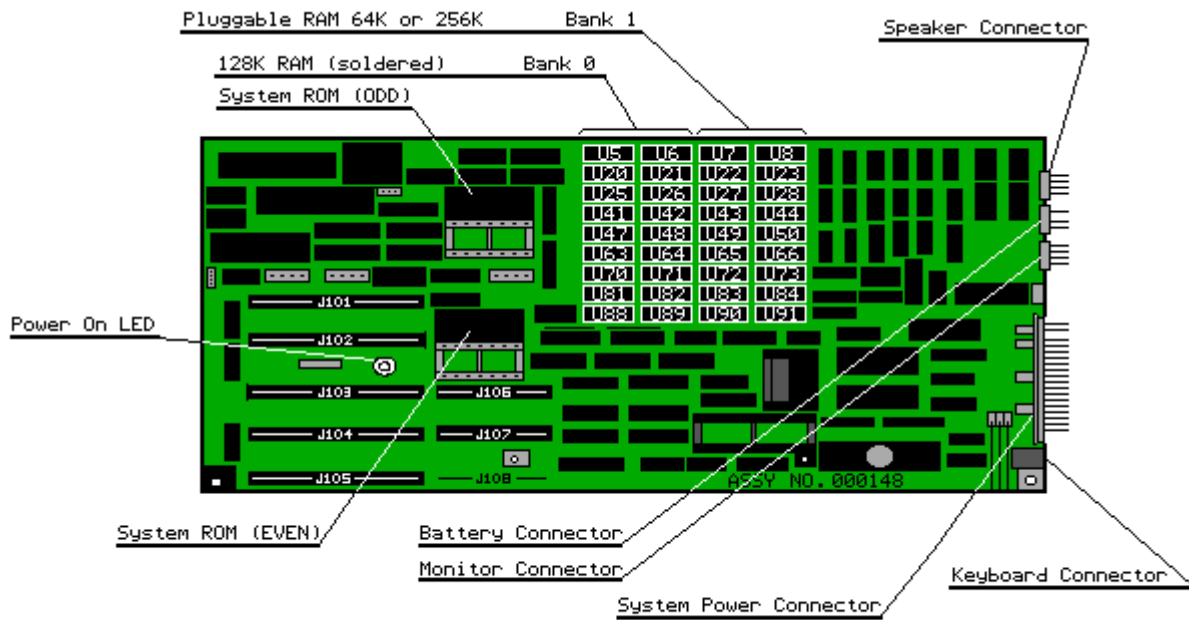 Pluggable RAM 64K or 256K Bank 1
Speaker Connector
128K RAM (soldered) Bank 0
System ROM (ODD)
U5 U6 U7 U8
U20 U21 U22 U23
U25 U26 U27 U28
U41 U42 U43 U44
U47 U48 U49 U50
U63 U64 U65 U66
U70 U71 U72 U73
U81 U82 U83 U84
U88 U89 U90 U91
J101
Power On LED
J102
J103 J106
J104 J107
J105 J108
ASSY NO.000148
System ROM (EVEN)
Battery Connector
Monitor Connector
Keyboard Connector
System Power Connector